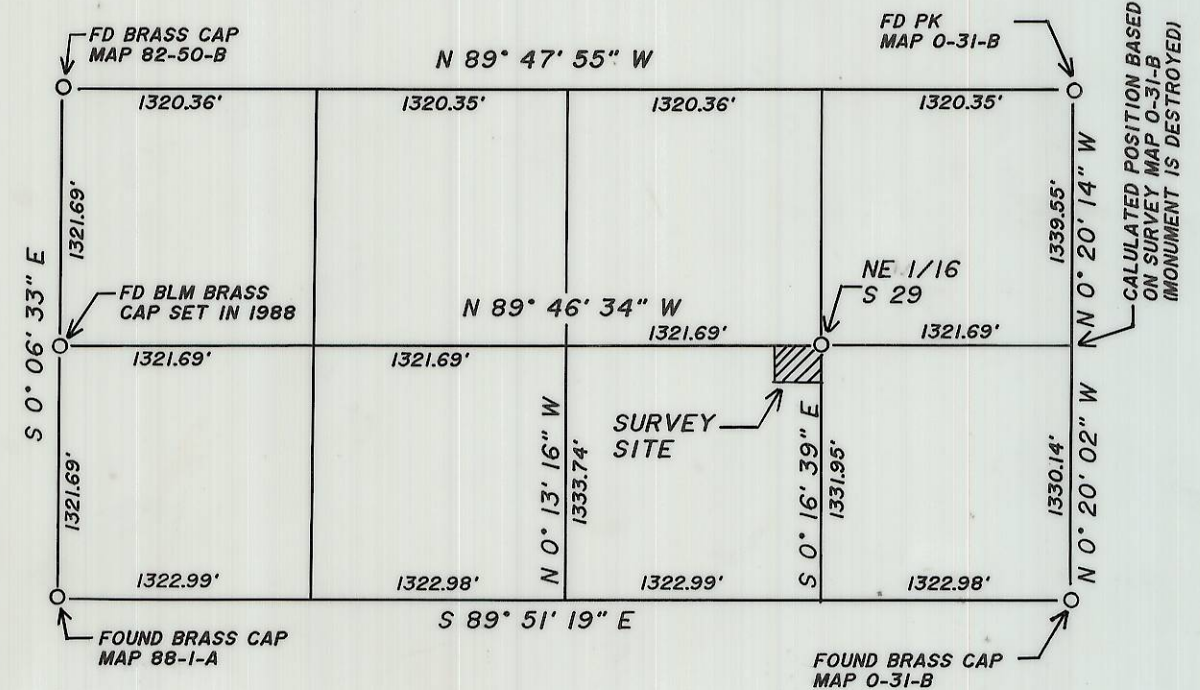 FD BRASS CAP
MAP 82-50-B
N 89° 47' 55" W
FD PK
MAP 0-31-B
1320.36'
1320.35'
1320.36'
1320.35'
CALULATED POSITION BASED
ON SURVEY MAP 0-31-B
(MONUMENT IS DESTROYED)
1321.69'
S 0° 06' 33" E
1339.55'
N 0° 20' 14" W
FD BLM BRASS
CAP SET IN 1988
N 89° 46' 34" W
NE 1/16
S 29
1321.69'
1321.69'
1321.69'
1321.69'
SURVEY
SITE
1321.69'
N 0° 13' 16" W
1333.74'
S 0° 16' 39" E
1331.95'
1330.14'
N 0° 20' 02" W
1322.99'
1322.98'
1322.99'
1322.98'
S 89° 51' 19" E
FOUND BRASS CAP
MAP 88-1-A
FOUND BRASS CAP
MAP 0-31-B